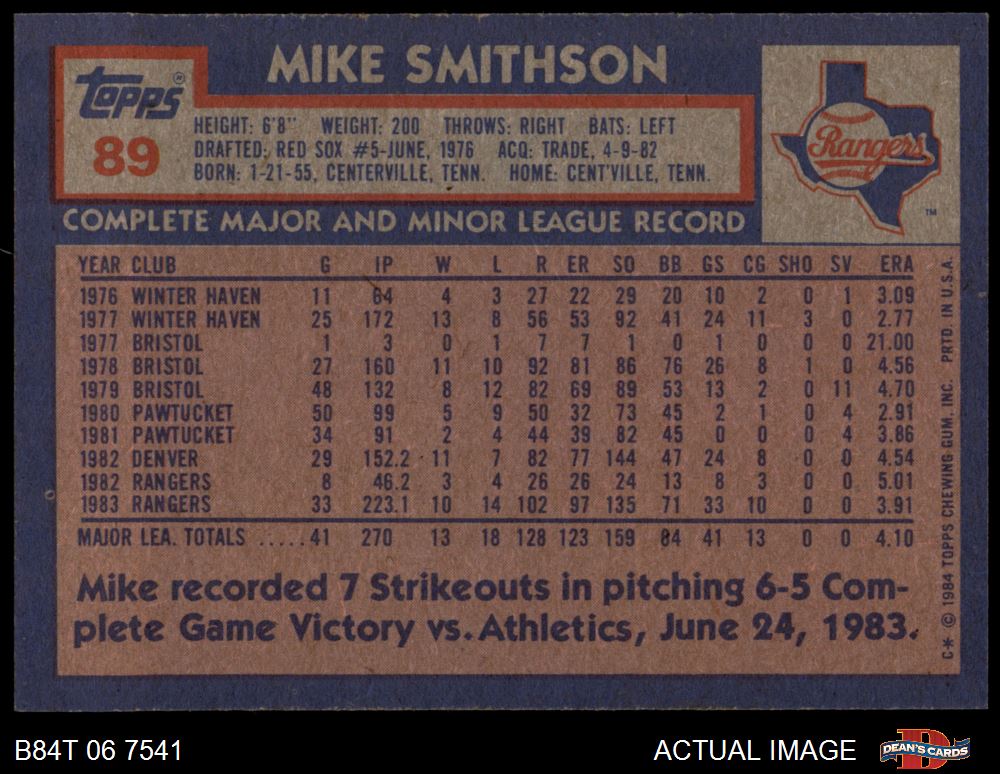 MIKE SMITHSON
Topps®
89
HEIGHT: 6'8" WEIGHT: 200 THROWS: RIGHT BATS: LEFT
DRAFTED: RED SOX #5-JUNE, 1976 ACQ: TRADE, 4-9-82
BORN: 1-21-55, CENTERVILLE, TENN. HOME: CENT'VILLE, TENN.
Rangers
TM
COMPLETE MAJOR AND MINOR LEAGUE RECORD
YEAR CLUB G IP W L R ER SO BB GS CG SHO SV ERA
1976 WINTER HAVEN 11 64 4 3 27 22 29 20 10 2 0 1 3.09
1977 WINTER HAVEN 25 172 13 8 56 53 92 41 24 11 3 0 2.77
1977 BRISTOL 1 3 0 1 7 7 1 0 1 0 0 0 21.00
1978 BRISTOL 27 160 11 10 92 81 86 76 26 8 1 0 4.56
1979 BRISTOL 48 132 8 12 82 69 89 53 13 2 0 11 4.70
1980 PAWTUCKET 50 99 5 9 50 32 73 45 2 1 0 4 2.91
1981 PAWTUCKET 34 91 2 4 44 39 82 45 0 0 0 4 3.86
1982 DENVER 29 152.2 11 7 82 77 144 47 24 8 0 0 4.54
1982 RANGERS 8 46.2 3 4 26 26 24 13 8 3 0 0 5.01
1983 RANGERS 33 223.1 10 14 102 97 135 71 33 10 0 0 3.91
MAJOR LEA. TOTALS .....41 270 13 18 128 123 159 84 41 13 0 0 4.10
Mike recorded 7 Strikeouts in pitching 6-5 Com-
plete Game Victory vs. Athletics, June 24, 1983.
C* © 1984 TOPPS CHEWING GUM, INC. PRTD. IN U.S.A.
B84T 06 7541
ACTUAL IMAGE
DEAN'S CARDS